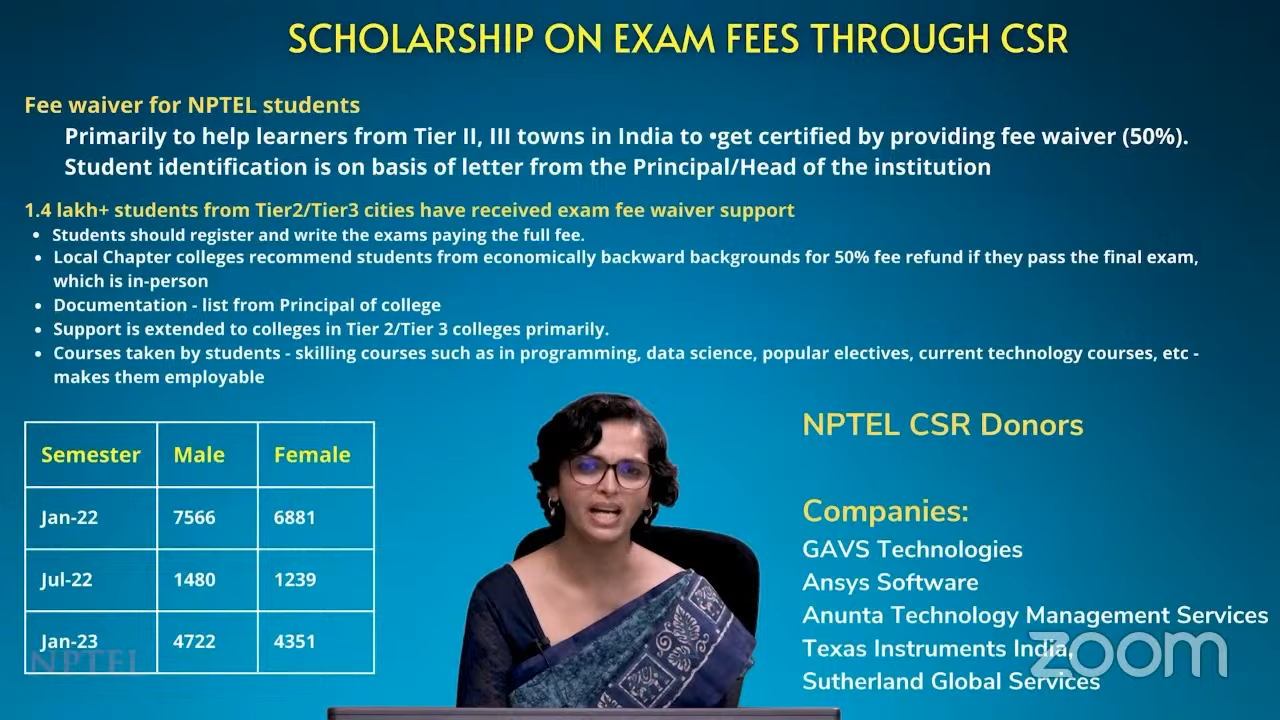 SCHOLARSHIP ON EXAM FEES THROUGH CSR
Fee waiver for NPTEL students
Primarily to help learners from Tier II, III towns in India to •get certified by providing fee waiver (50%).
Student identification is on basis of letter from the Principal/Head of the institution
1.4 lakh+ students from Tier2/Tier3 cities have received exam fee waiver support
• Students should register and write the exams paying the full fee.
• Local Chapter colleges recommend students from economically backward backgrounds for 50% fee refund if they pass the final exam,
which is in-person
• Documentation - list from Principal of college
• Support is extended to colleges in Tier 2/Tier 3 colleges primarily.
• Courses taken by students - skilling courses such as in programming, data science, popular electives, current technology courses, etc -
makes them employable
Semester Male Female
Jan-22 7566 6881
Jul-22 1480 1239
Jan-23 4722 4351
NPTEL
NPTEL CSR Donors
Companies:
GAVS Technologies
Ansys Software
Anunta Technology Management Services
Texas Instruments India,
Sutherland Global Services
zoom